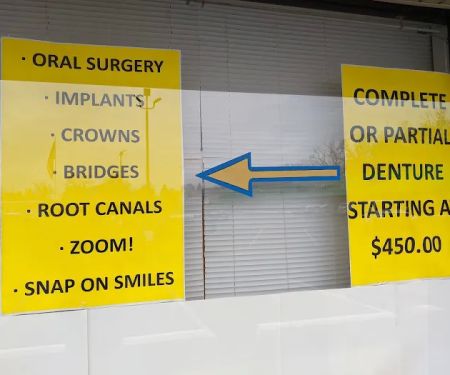 · ORAL SURGERY
· IMPLANTS
· CROWNS
· BRIDGES
· ROOT CANALS
· ZOOM!
· SNAP ON SMILES
COMPLETE
OR PARTIAL
DENTURE
STARTING A
$450.00